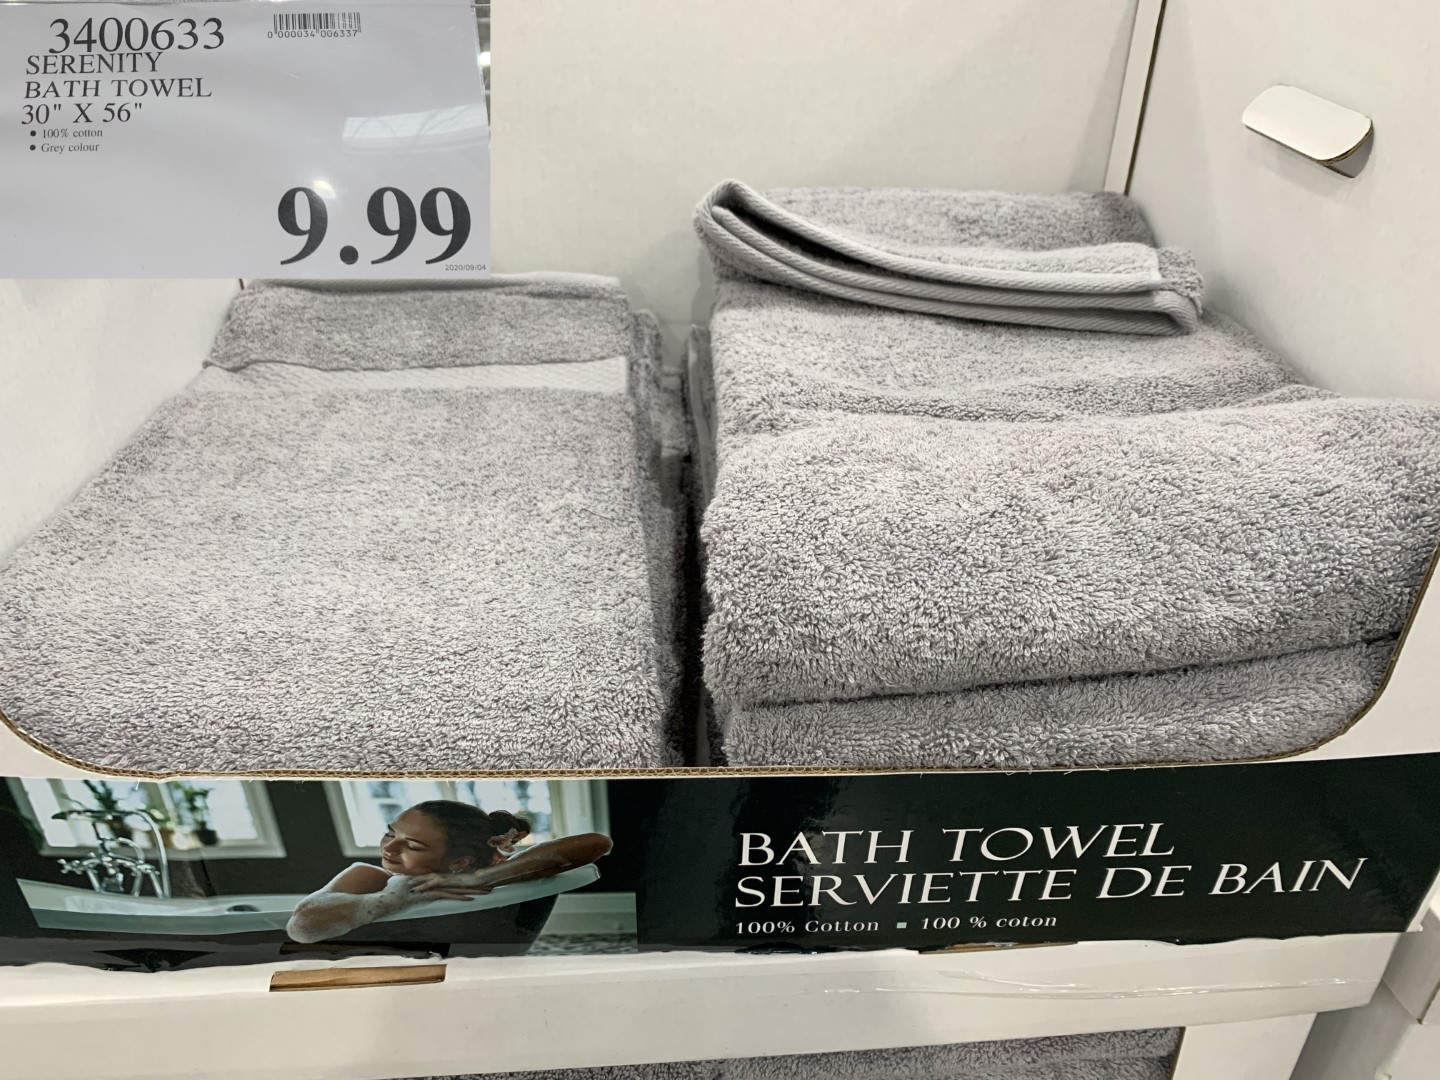 3400633
0 000034 006337
SERENITY
BATH TOWEL
30" X 56"
• 100% cotton
• Grey colour
9.99
2020/09/04
BATH TOWEL
SERVIETTE DE BAIN
100% Cotton ▪ 100 % coton